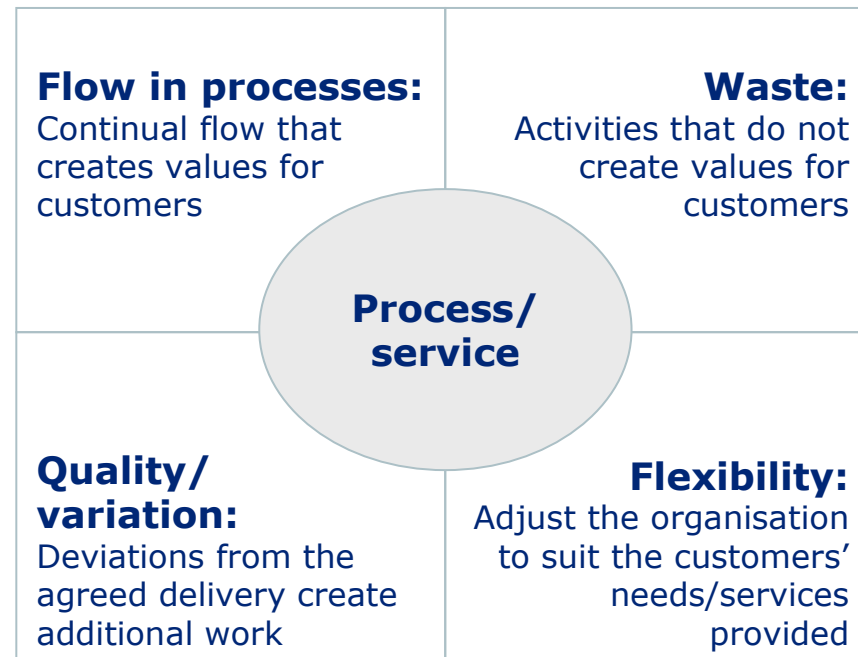 Flow in processes:
Continual flow that
creates values for
customers
Waste:
Activities that do not
create values for
customers
Process/
service
Quality/
variation:
Deviations from the
agreed delivery create
additional work
Flexibility:
Adjust the organisation
to suit the customers’
needs/services
provided